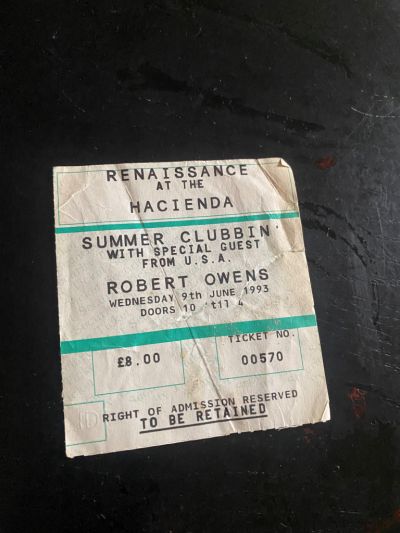 RENAISSANCE
AT THE
HACIENDA
SUMMER CLUBBIN'
WITH SPECIAL GUEST
FROM U.S.A.
ROBERT OWENS
WEDNESDAY 9th JUNE 1993
DOORS 10 'til 4
£8.00
TICKET NO.
00570
RIGHT OF ADMISSION RESERVED
TO BE RETAINED